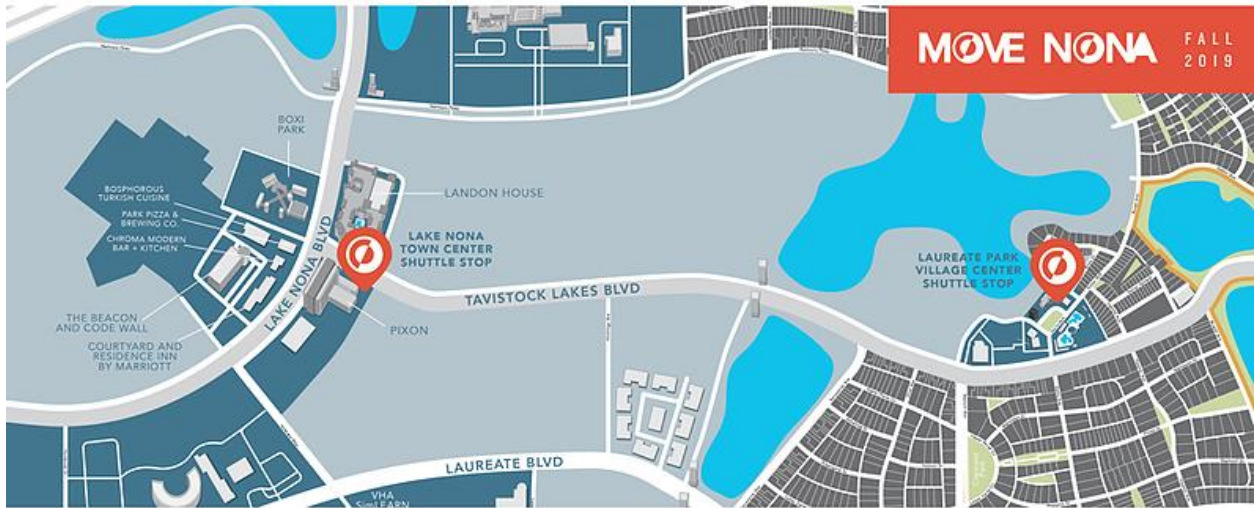 MOVE NONA
FALL
2019
BOXI
PARK
BOSPHOROUS
TURKISH CUISINE
PARK PIZZA &
BREWING CO.
CHROMA MODERN
BAR + KITCHEN
THE BEACON
AND CODE WALL
COURTYARD AND
RESIDENCE INN
BY MARRIOTT
LAKE NONA BLVD
LANDON HOUSE
LAKE NONA
TOWN CENTER
SHUTTLE STOP
PIXON
TAVISTOCK LAKES BLVD
LAUREATE PARK
VILLAGE CENTER
SHUTTLE STOP
LAUREATE BLVD
VHA
SimLEARN